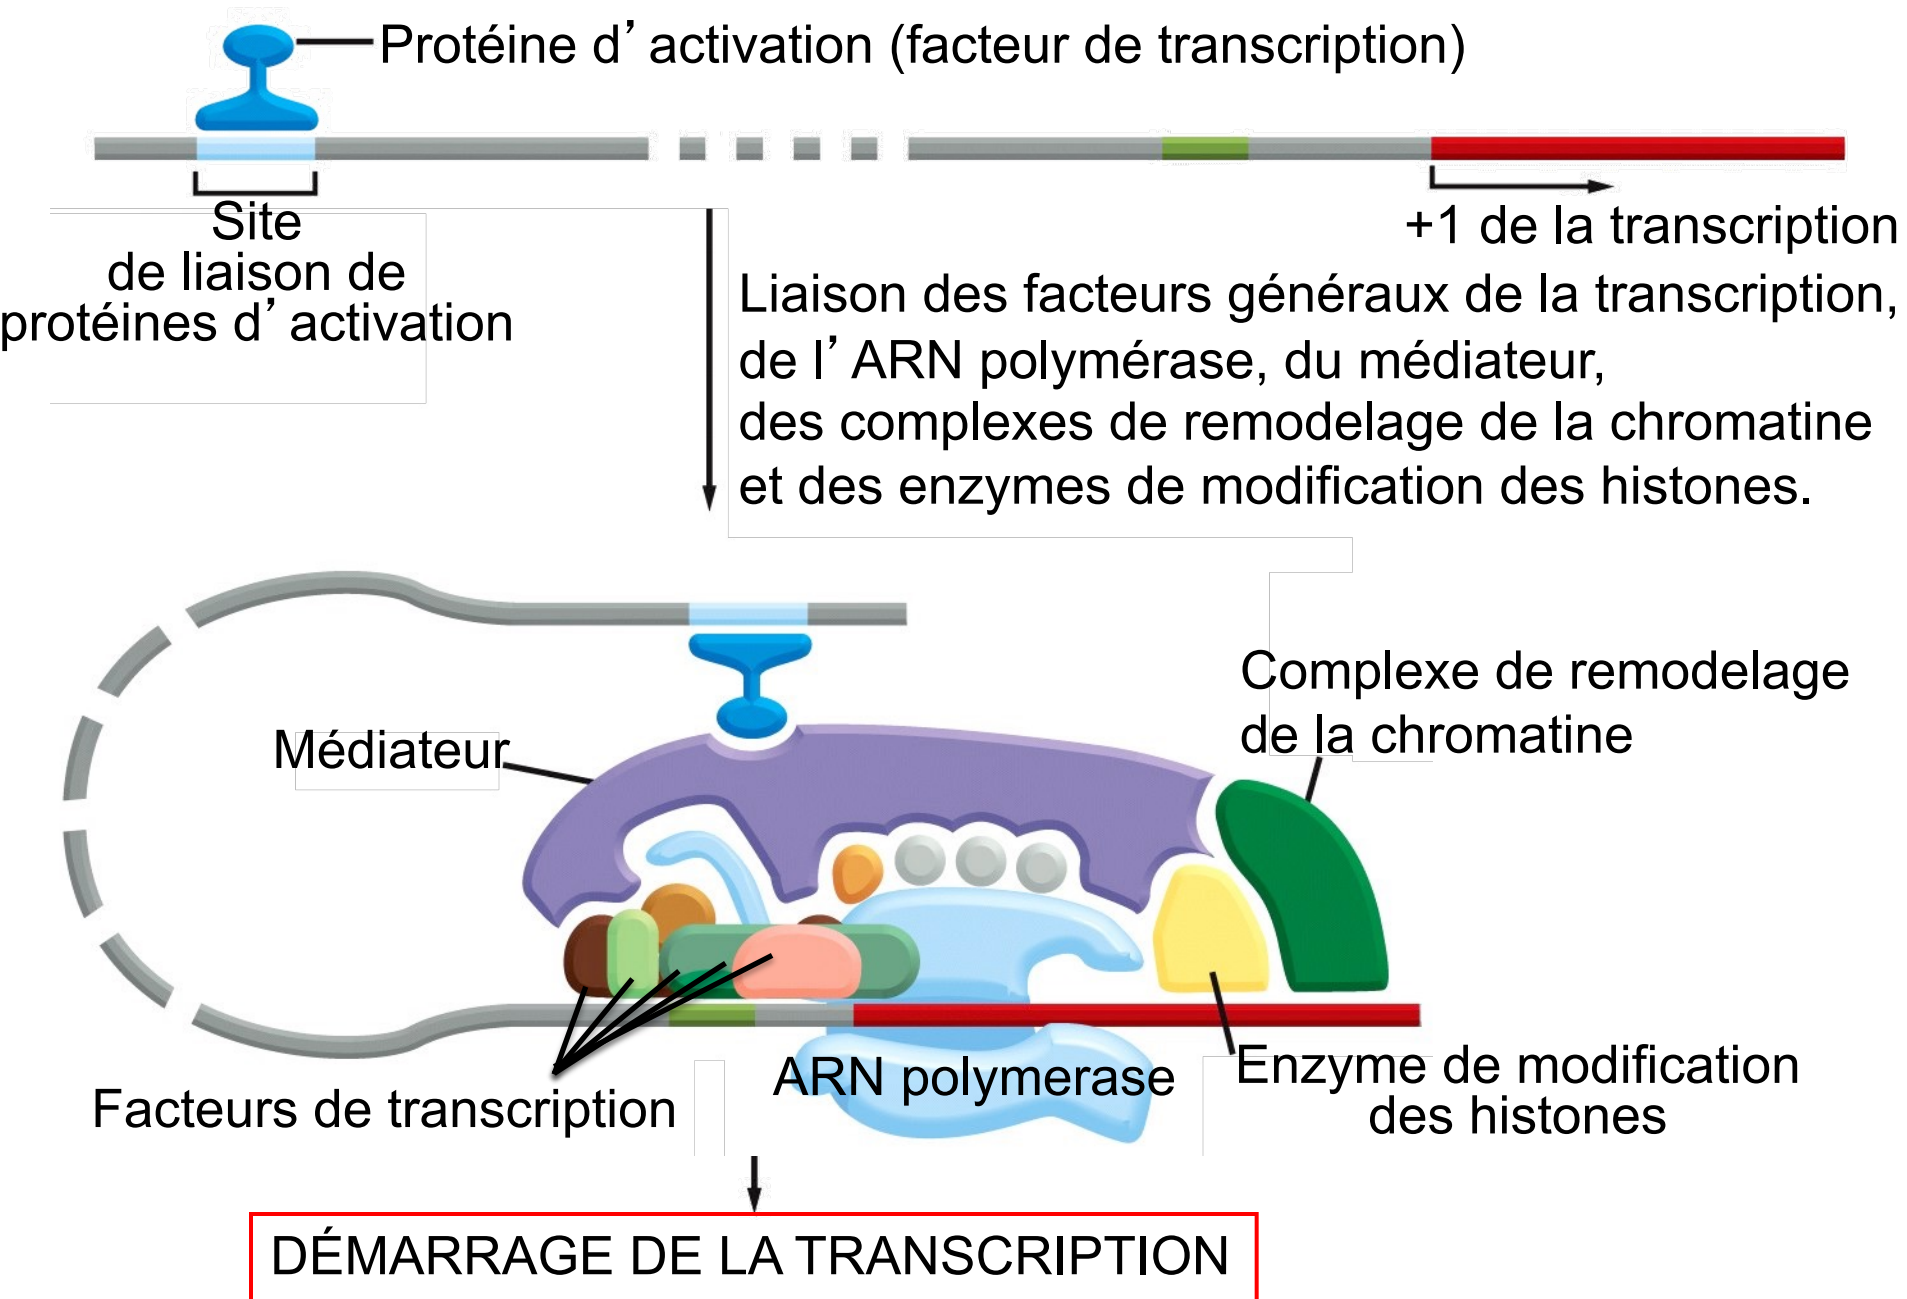 Protéine d’activation (facteur de transcription)
Site
de liaison de
protéines d’activation
+1 de la transcription
Liaison des facteurs généraux de la transcription,
de l’ARN polymérase, du médiateur,
des complexes de remodelage de la chromatine
et des enzymes de modification des histones.
Complexe de remodelage
de la chromatine
Médiateur
ARN polymerase
Enzyme de modification
des histones
Facteurs de transcription
DÉMARRAGE DE LA TRANSCRIPTION